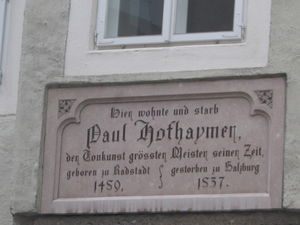 Hier wohnte und starb
Paul Hofhaymer,
der Tonkunst grössten Meister seiner Zeit,
geboren zu Radstadt
gestorben zu Salzburg
1459.
1537.